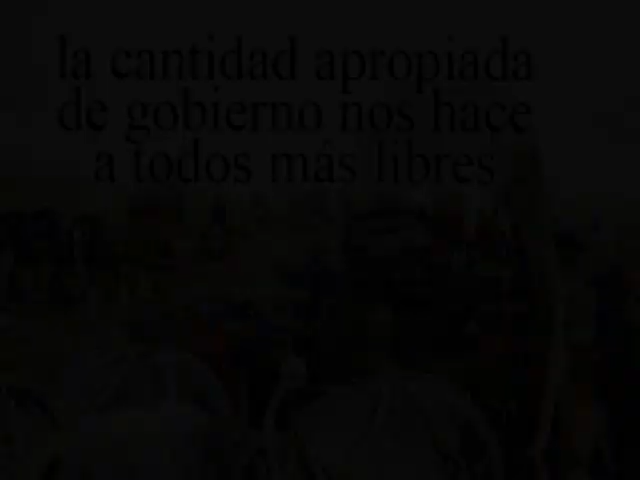 la cantidad apropiada
de gobierno nos hace
a todos más libres